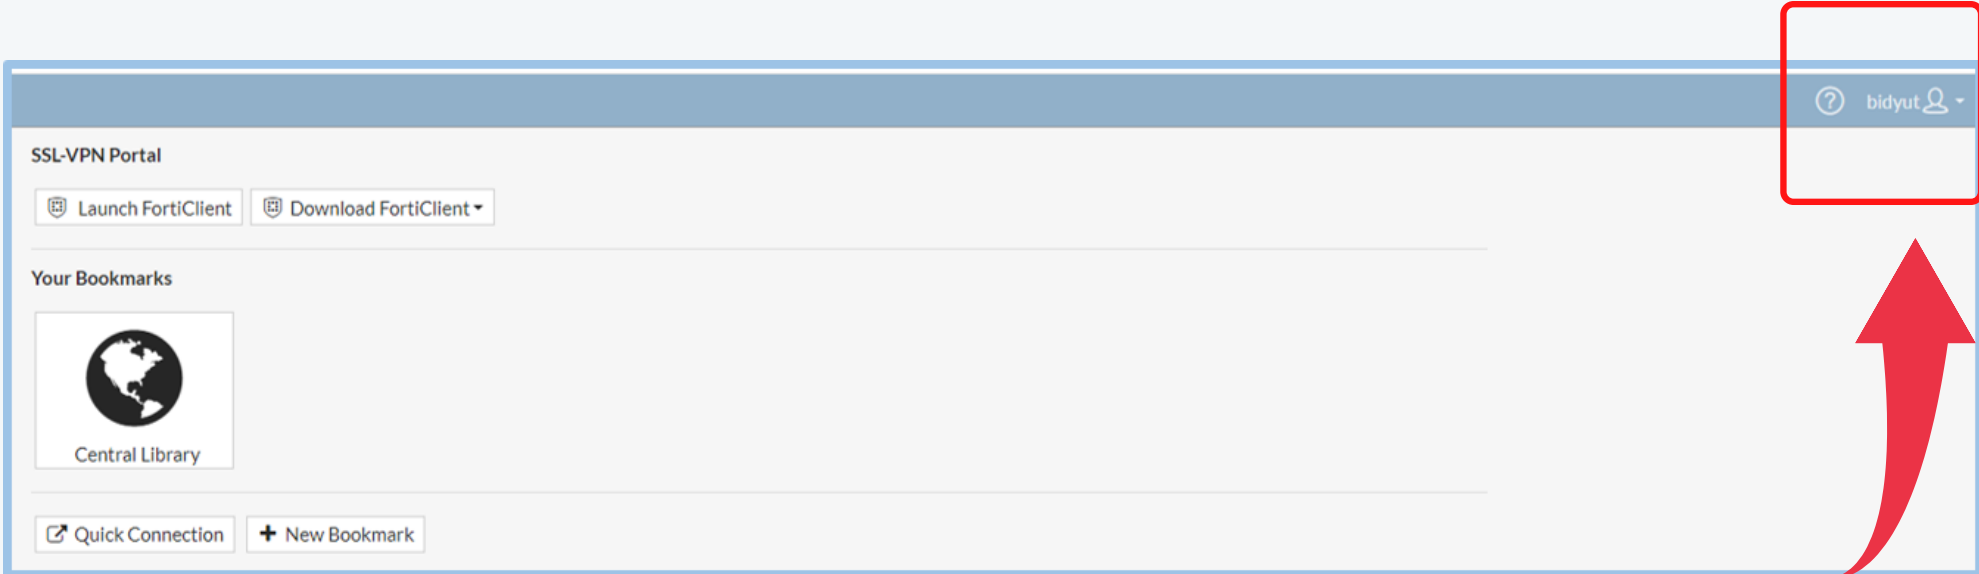 bidyut
SSL-VPN Portal
Launch FortiClient Download FortiClient
Your Bookmarks
Central Library
Quick Connection New Bookmark